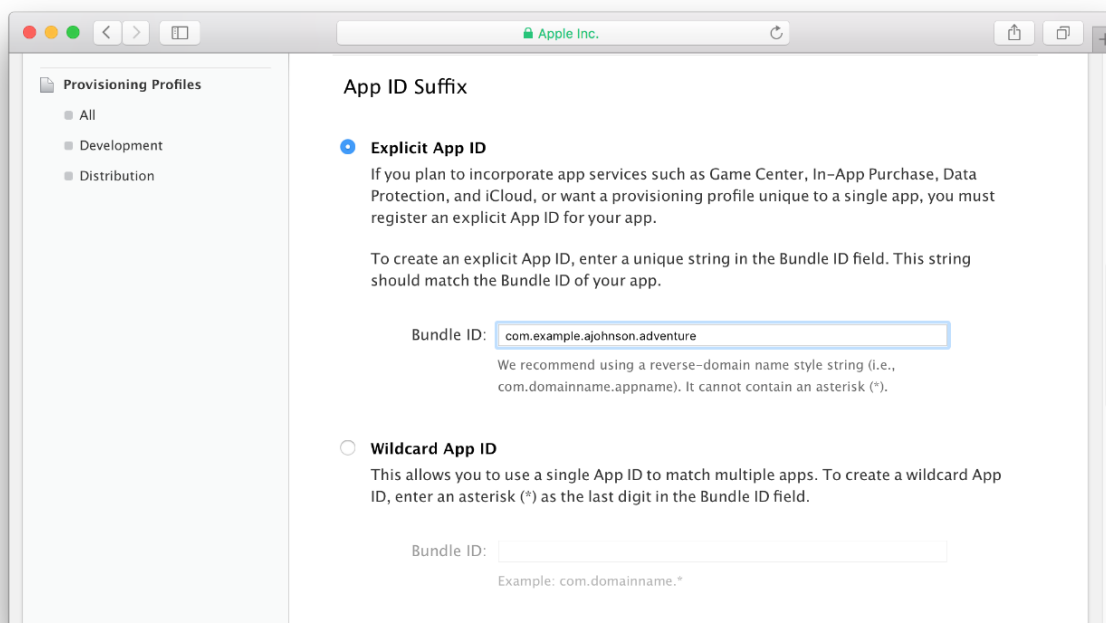 Apple Inc.
Provisioning Profiles
All
Development
Distribution
App ID Suffix
Explicit App ID
If you plan to incorporate app services such as Game Center, In-App Purchase, Data
Protection, and iCloud, or want a provisioning profile unique to a single app, you must
register an explicit App ID for your app.
To create an explicit App ID, enter a unique string in the Bundle ID field. This string
should match the Bundle ID of your app.
Bundle ID: com.example.ajohnson.adventure
We recommend using a reverse-domain name style string (i.e.,
com.domainname.appname). It cannot contain an asterisk (*).
Wildcard App ID
This allows you to use a single App ID to match multiple apps. To create a wildcard App
ID, enter an asterisk (*) as the last digit in the Bundle ID field.
Bundle ID:
Example: com.domainname.*